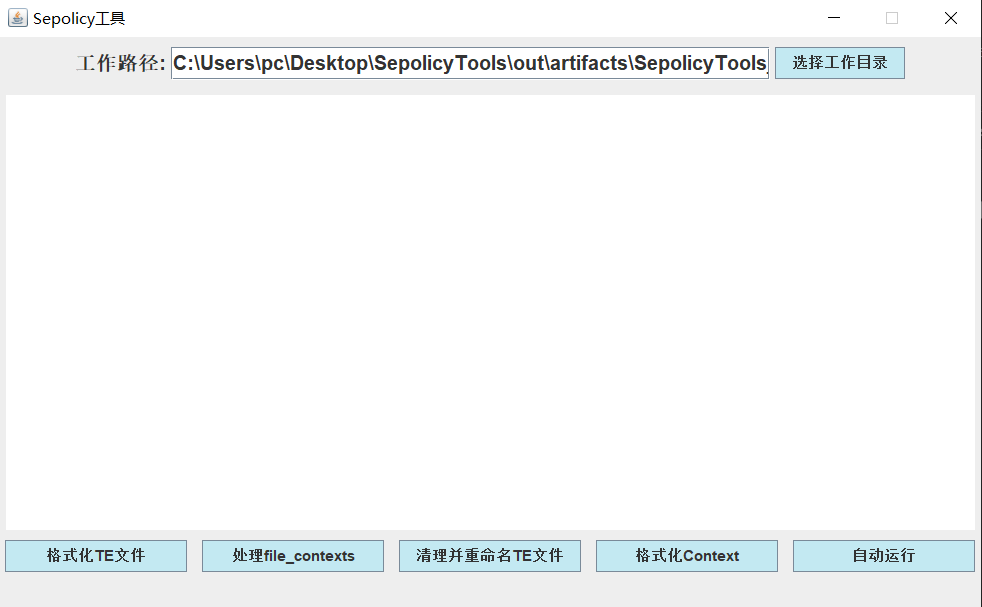 Sepolicy工具
工作路径: C:\Users\pc\Desktop\SepolicyTools\out\artifacts\SepolicyTools_ 选择工作目录
格式化TE文件 处理file_contexts 清理并重命名TE文件 格式化Context 自动运行